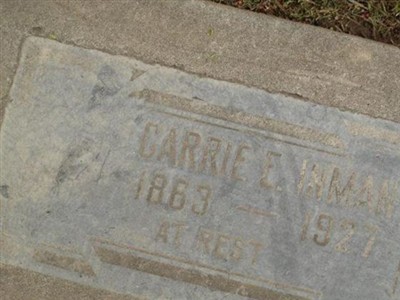 CARRIE E. INMAN
1863 — 1927
AT REST